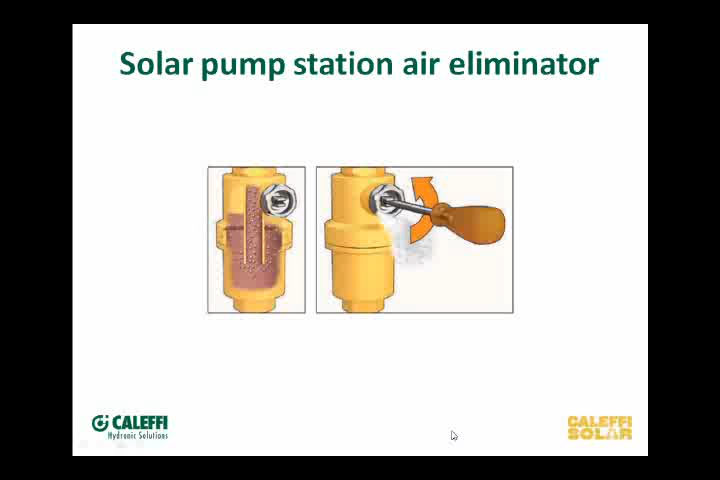 Solar pump station air eliminator
CALEFFI
Hydronic Solutions
CALEFFI
SOLAR